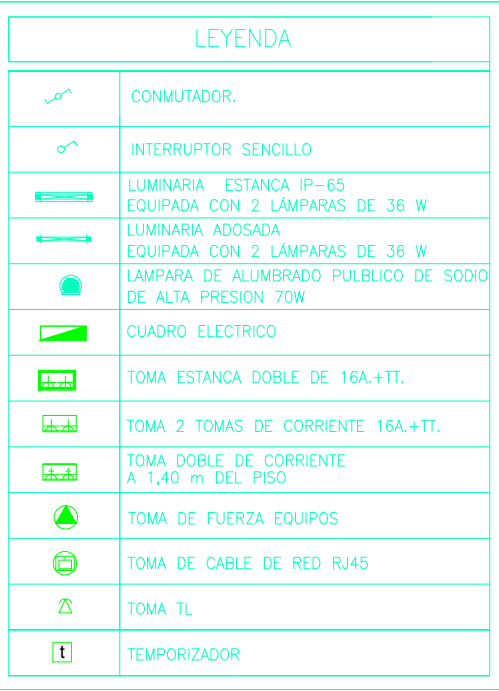 LEYENDA
CONMUTADOR.
INTERRUPTOR SENCILLO
LUMINARIA ESTANCA IP-65
EQUIPADA CON 2 LÁMPARAS DE 36 W
LUMINARIA ADOSADA
EQUIPADA CON 2 LÁMPARAS DE 36 W
LAMPARA DE ALUMBRADO PULBLICO DE SODIO
DE ALTA PRESION 70W
CUADRO ELECTRICO
TOMA ESTANCA DOBLE DE 16A.+TT.
TOMA 2 TOMAS DE CORRIENTE 16A.+TT.
TOMA DOBLE DE CORRIENTE
A 1,40 m DEL PISO
TOMA DE FUERZA EQUIPOS
TOMA DE CABLE DE RED RJ45
TOMA TL
t TEMPORIZADOR